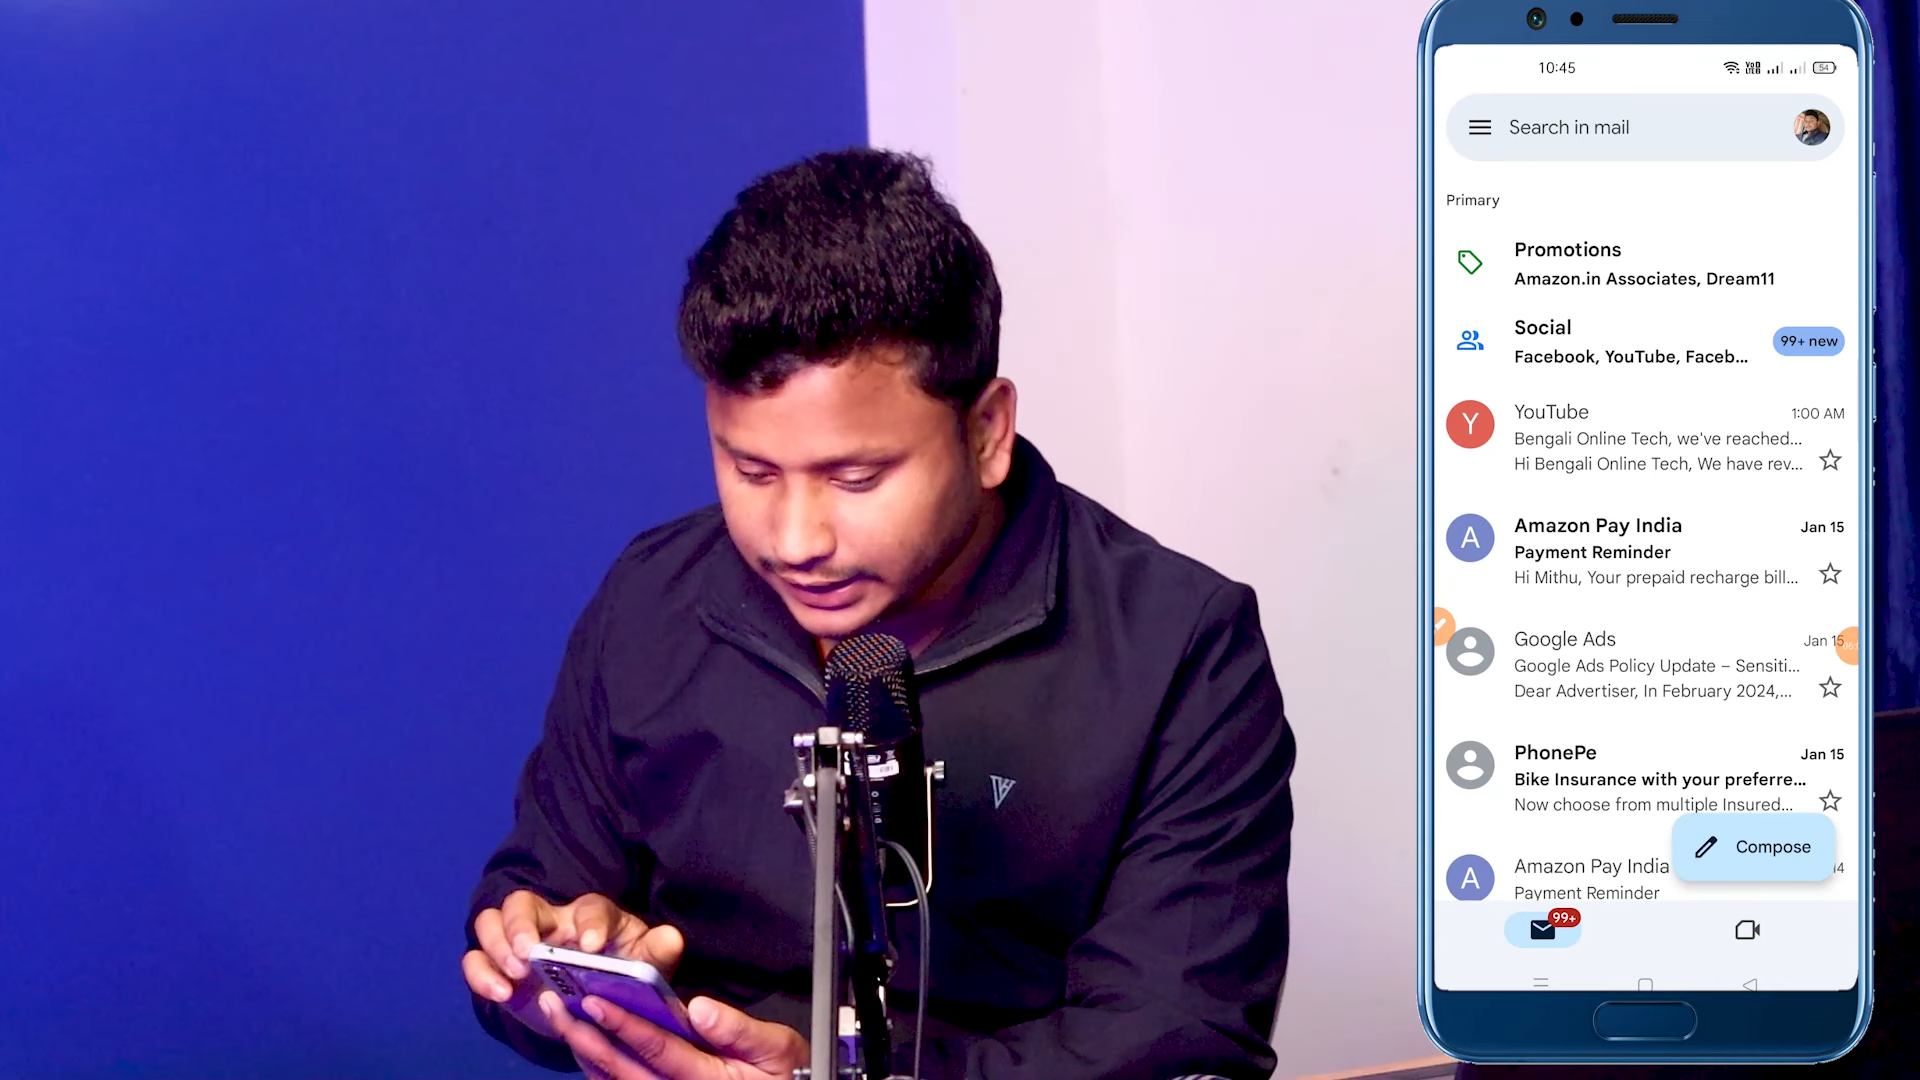 10:45
Vo LTE
54
Search in mail
Primary
Promotions
Amazon.in Associates, Dream11
Social
99+ new
Facebook, YouTube, Faceb...
Y
YouTube
1:00 AM
Bengali Online Tech, we've reached...
Hi Bengali Online Tech, We have rev...
A
Amazon Pay India
Jan 15
Payment Reminder
Hi Mithu, Your prepaid recharge bill...
Google Ads
Jan 15
Google Ads Policy Update – Sensiti...
Dear Advertiser, In February 2024,...
PhonePe
Jan 15
Bike Insurance with your preferre...
Now choose from multiple Insured...
Compose
A
Amazon Pay India
14
Payment Reminder
99+